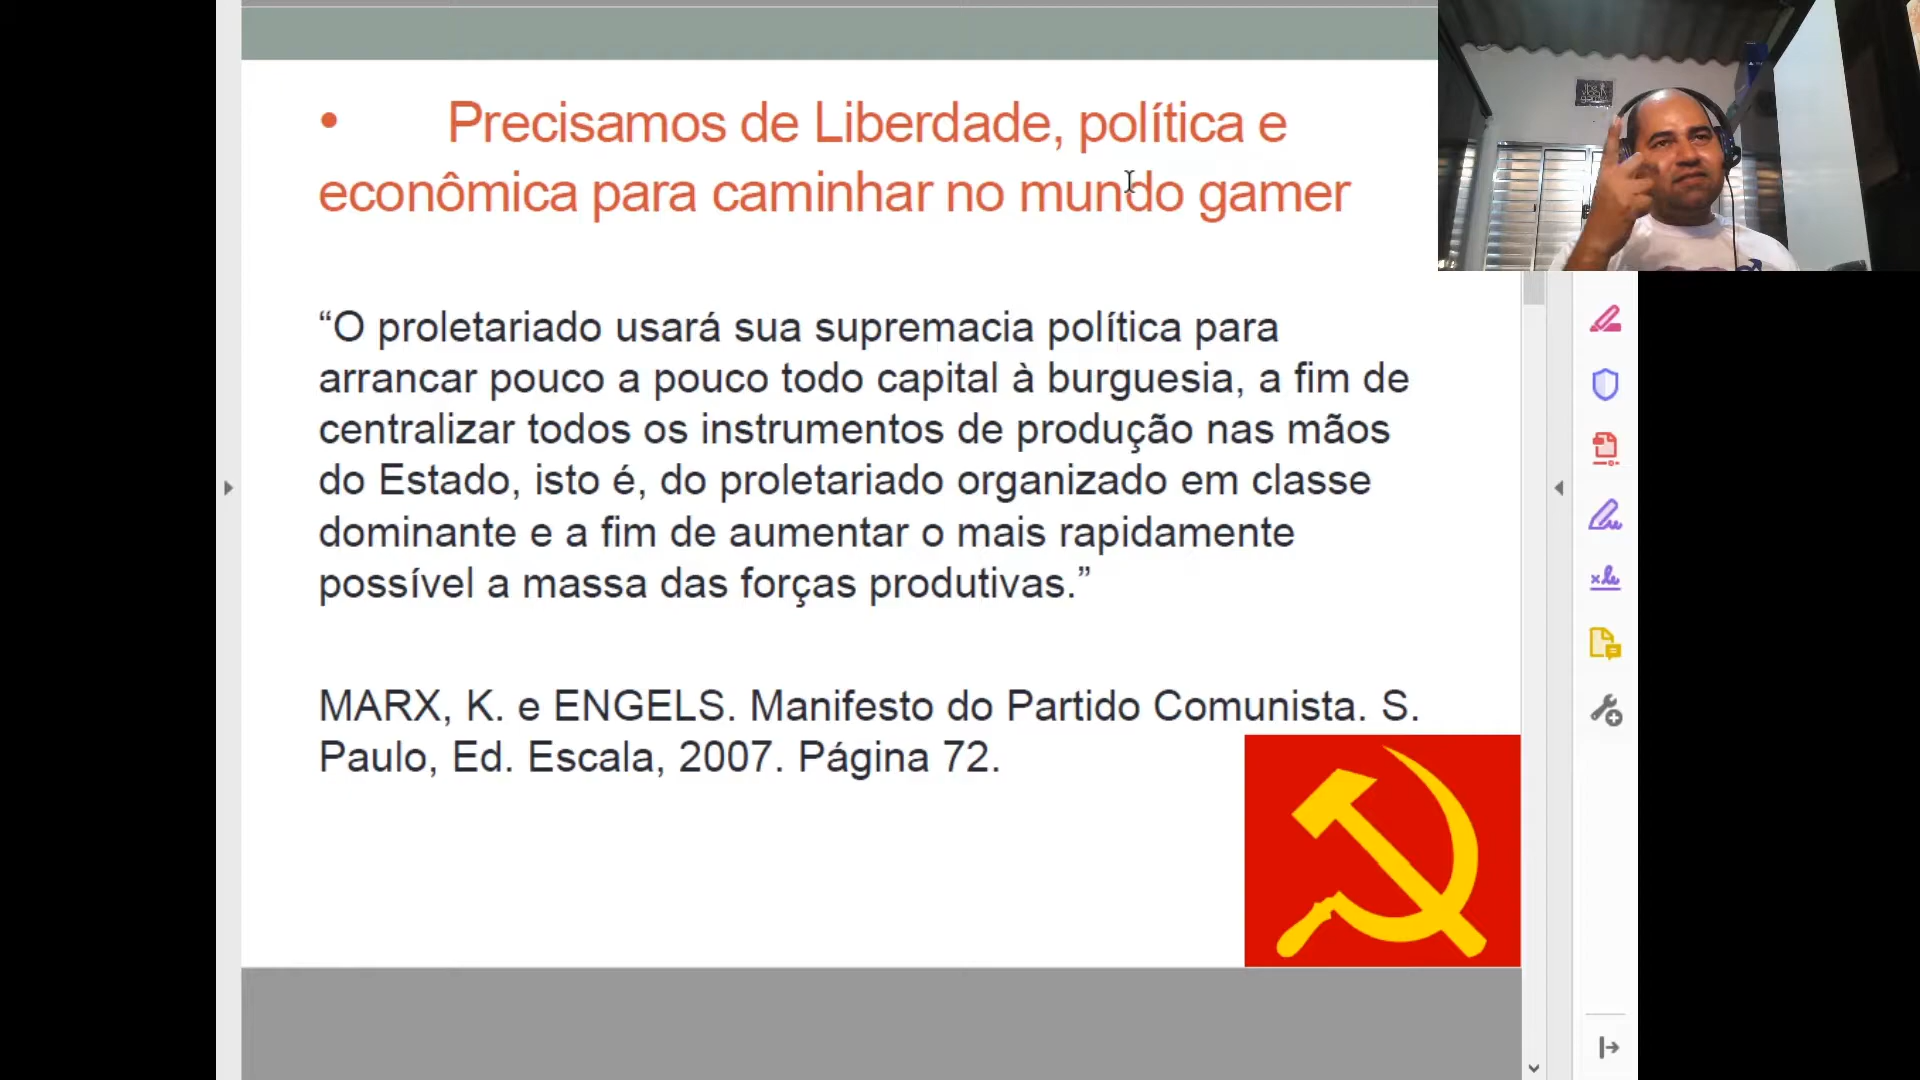 • Precisamos de Liberdade, política e
econômica para caminhar no mundo gamer
“O proletariado usará sua supremacia política para
arrancar pouco a pouco todo capital à burguesia, a fim de
centralizar todos os instrumentos de produção nas mãos
do Estado, isto é, do proletariado organizado em classe
dominante e a fim de aumentar o mais rapidamente
possível a massa das forças produtivas.”
MARX, K. e ENGELS. Manifesto do Partido Comunista. S.
Paulo, Ed. Escala, 2007. Página 72.